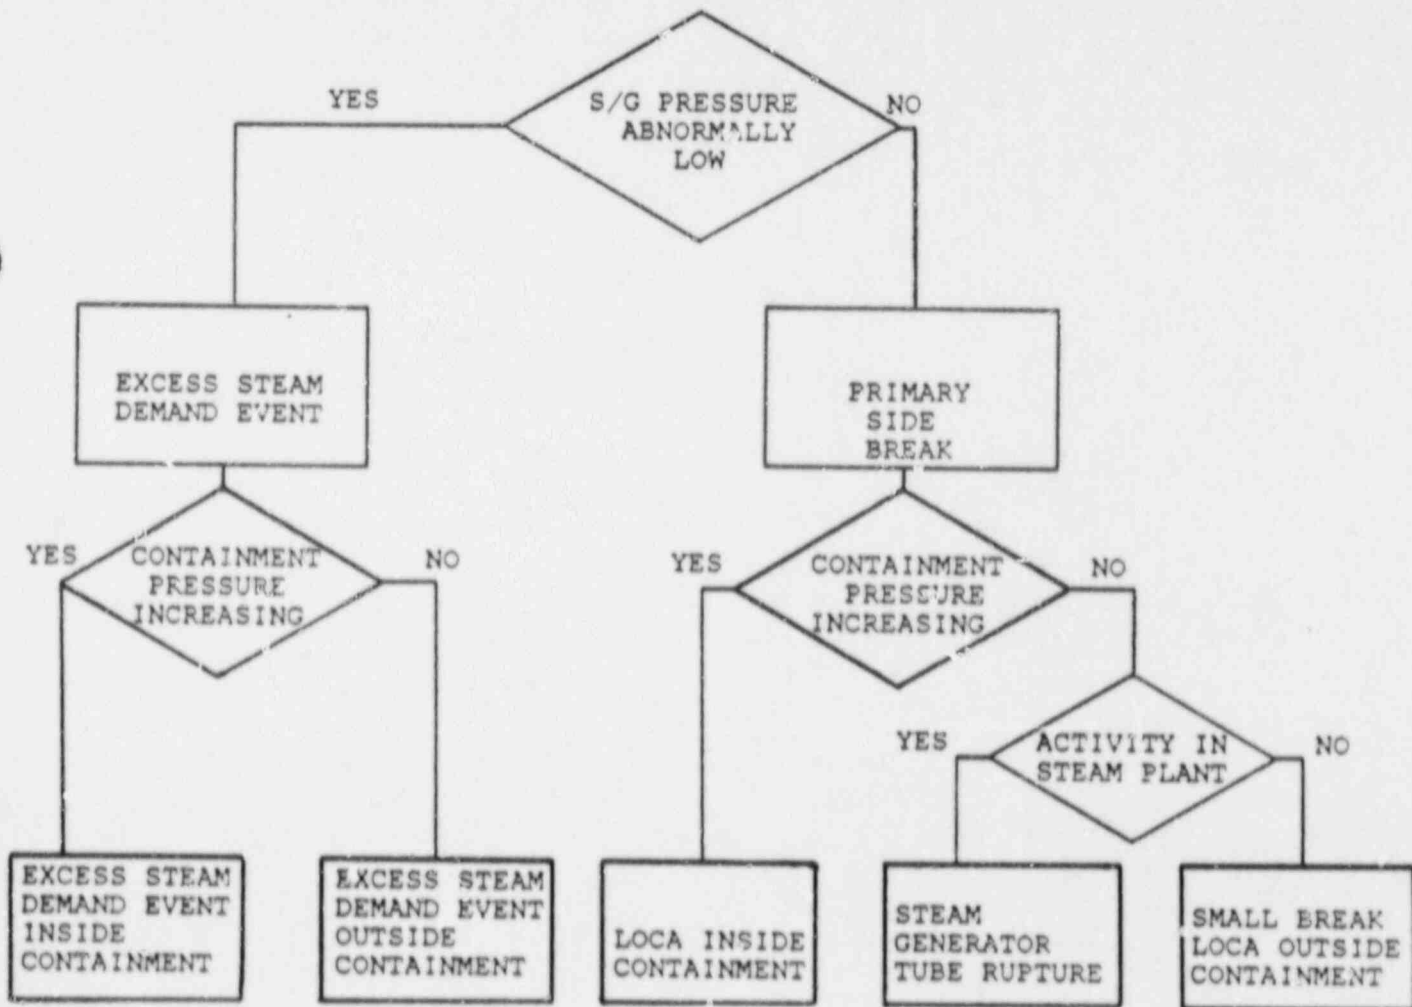 YES
S/G PRESSURE
ABNORMALLY
LOW
NO
EXCESS STEAM
DEMAND EVENT
PRIMARY
SIDE
BREAK
YES
CONTAINMENT
PRESSURE
INCREASING
NO
YES
CONTAINMENT
PRESSURE
INCREASING
NO
YES
ACTIVITY IN
STEAM PLANT
NO
EXCESS STEAM
DEMAND EVENT
INSIDE
CONTAINMENT
EXCESS STEAM
DEMAND EVENT
OUTSIDE
CONTAINMENT
LOCA INSIDE
CONTAINMENT
STEAM
GENERATOR
TUBE RUPTURE
SMALL BREAK
LOCA OUTSIDE
CONTAINMENT